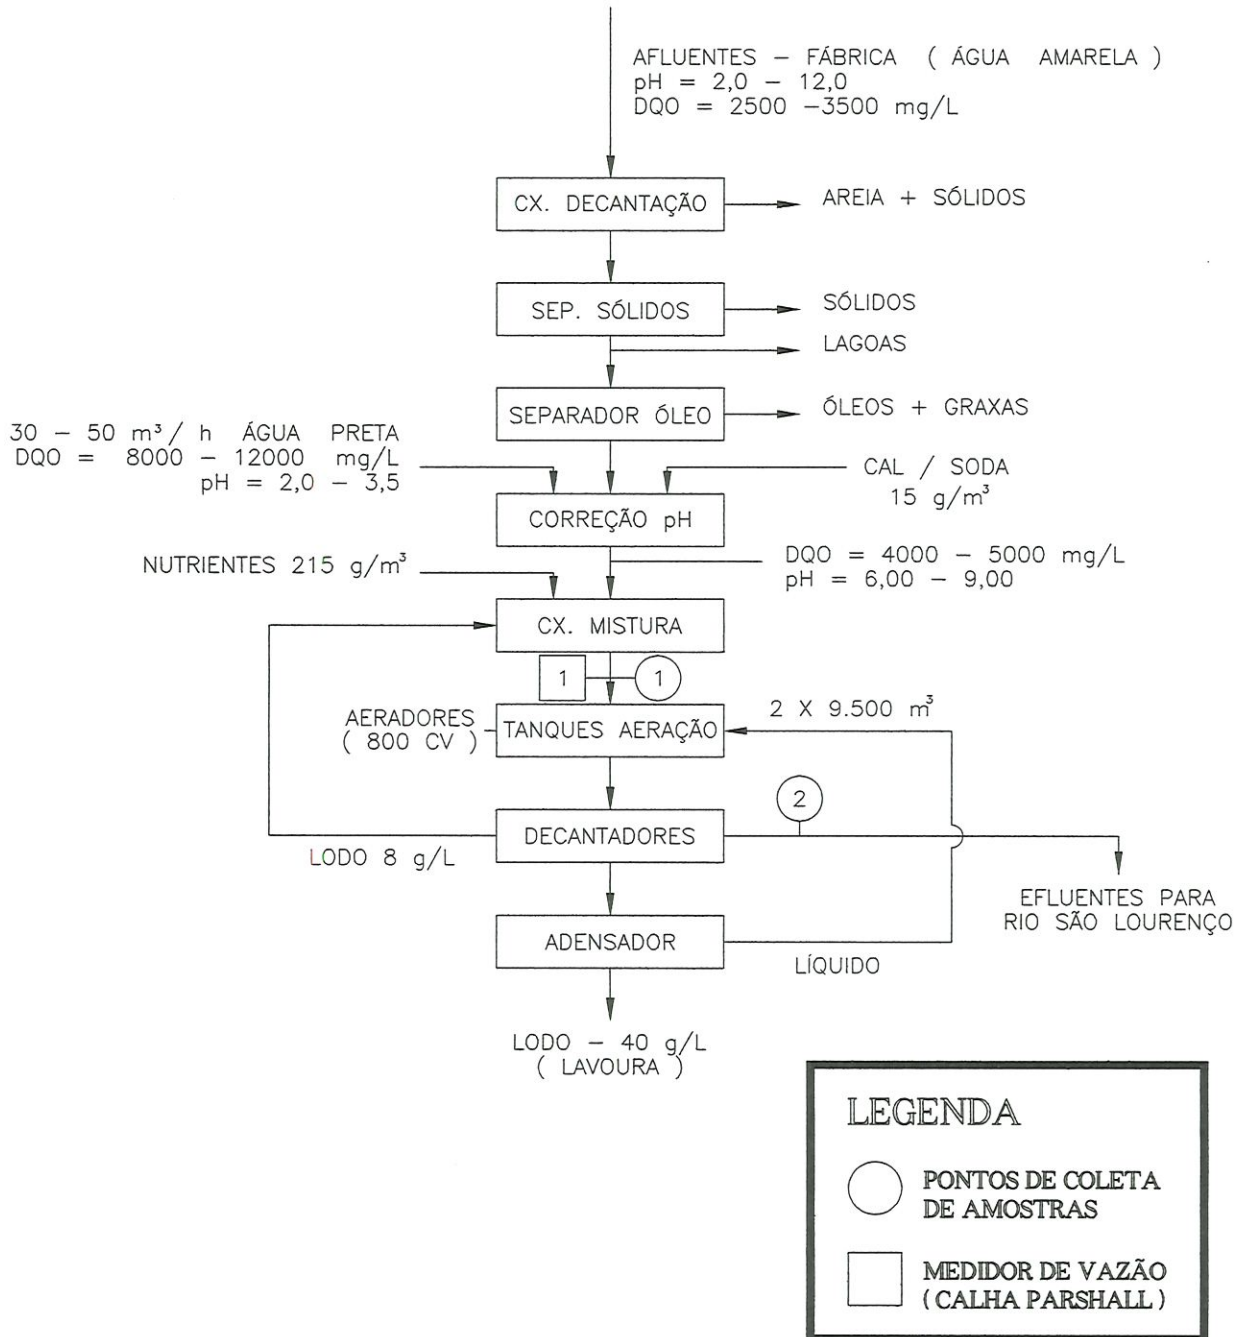 AFLUENTES – FÁBRICA ( ÁGUA AMARELA )
pH = 2,0 – 12,0
DQO = 2500 –3500 mg/L
CX. DECANTAÇÃO
AREIA + SÓLIDOS
SEP. SÓLIDOS
SÓLIDOS
LAGOAS
SEPARADOR ÓLEO
ÓLEOS + GRAXAS
30 – 50 m³/ h ÁGUA PRETA
DQO = 8000 – 12000 mg/L
pH = 2,0 – 3,5
CAL / SODA
15 g/m³
CORREÇÃO pH
NUTRIENTES 215 g/m³
DQO = 4000 – 5000 mg/L
pH = 6,00 – 9,00
CX. MISTURA
1
1
AERADORES
( 800 CV )
TANQUES AERAÇÃO
2 X 9.500 m³
2
DECANTADORES
LODO 8 g/L
EFLUENTES PARA
RIO SÃO LOURENÇO
ADENSADOR
LÍQUIDO
LODO – 40 g/L
( LAVOURA )
LEGENDA
PONTOS DE COLETA
DE AMOSTRAS
MEDIDOR DE VAZÃO
( CALHA PARSHALL )